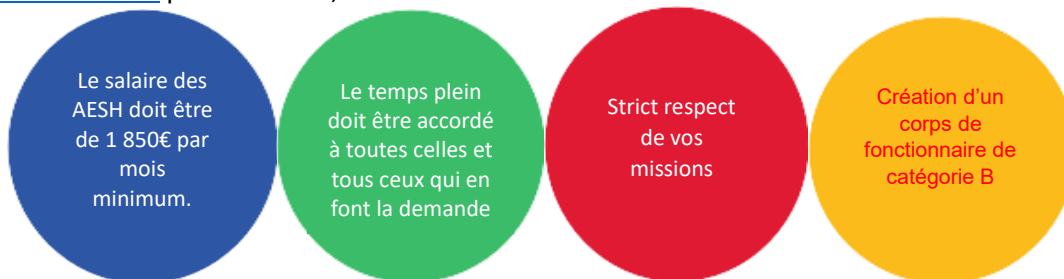 Le salaire des
AESH doit être
de 1 850€ par
mois
minimum.
Le temps plein
doit être accordé
à toutes celles et
tous ceux qui en
font la demande
Strict respect
de vos
missions
Création d’un
corps de
fonctionnaire de
catégorie B